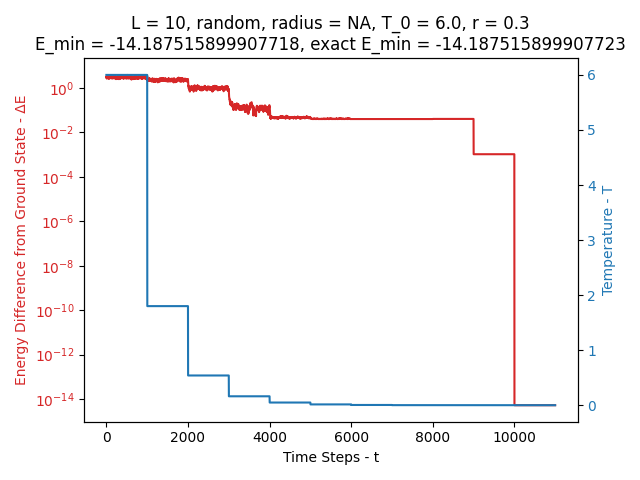 L = 10, random, radius = NA, T_0 = 6.0, r = 0.3
E_min = -14.187515899907718, exact E_min = -14.187515899907723
Energy Difference from Ground State - ΔE
10^0
10^-2
10^-4
10^-6
10^-8
10^-10
10^-12
10^-14
6
5
4
3
2
1
0
Temperature - T
0 2000 4000 6000 8000 10000
Time Steps - t